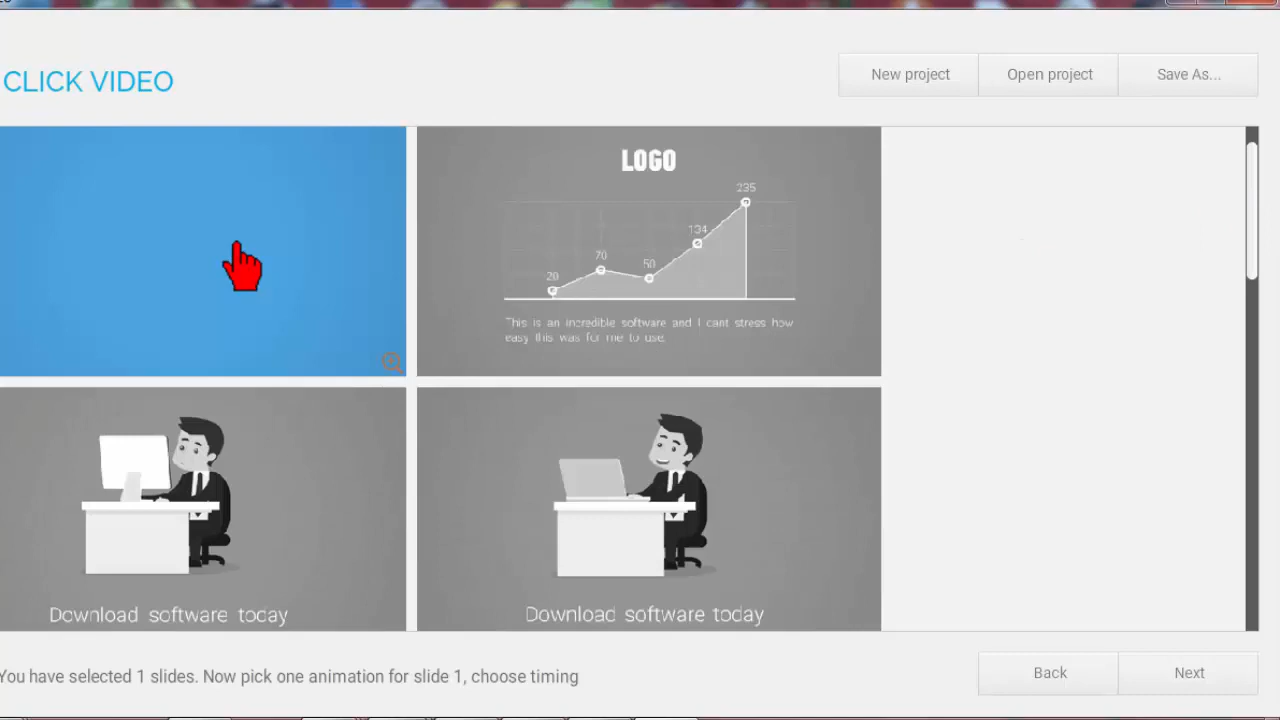 CLICK VIDEO
New project
Open project
Save As...
LOGO
235
134
70
50
20
This is an incredible software and I cant stress how
easy this was for me to use.
Download software today
Download software today
You have selected 1 slides. Now pick one animation for slide 1, choose timing
Back
Next